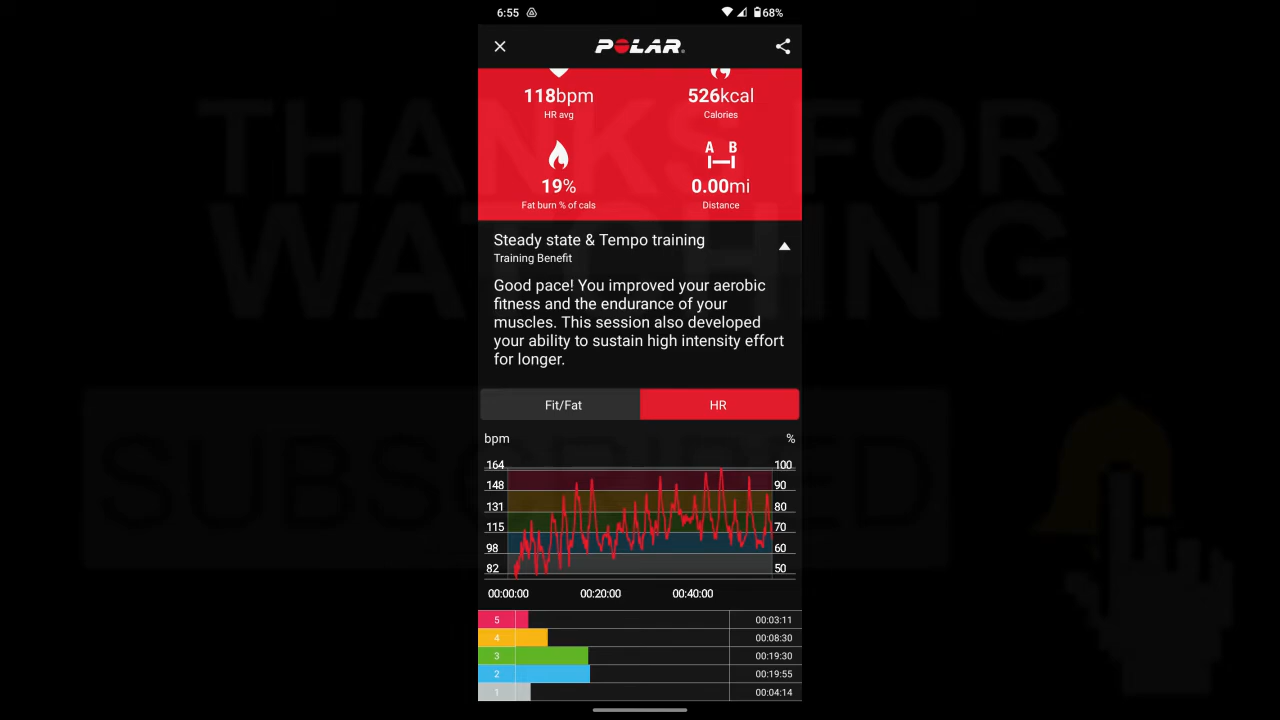 6:55
68%
POLAR
118bpm
526kcal
HR avg
Calories
A B
19%
0.00mi
Fat burn % of cals
Distance
THANKS FOR
WATCHING
Steady state & Tempo training
Training Benefit
Good pace! You improved your aerobic
fitness and the endurance of your
muscles. This session also developed
your ability to sustain high intensity effort
for longer.
Fit/Fat
HR
SUBSCRIBED
bpm
%
164
100
148
90
131
80
115
70
98
60
82
50
00:00:00
00:20:00
00:40:00
5
00:03:11
4
00:08:30
3
00:19:30
2
00:19:55
1
00:04:14